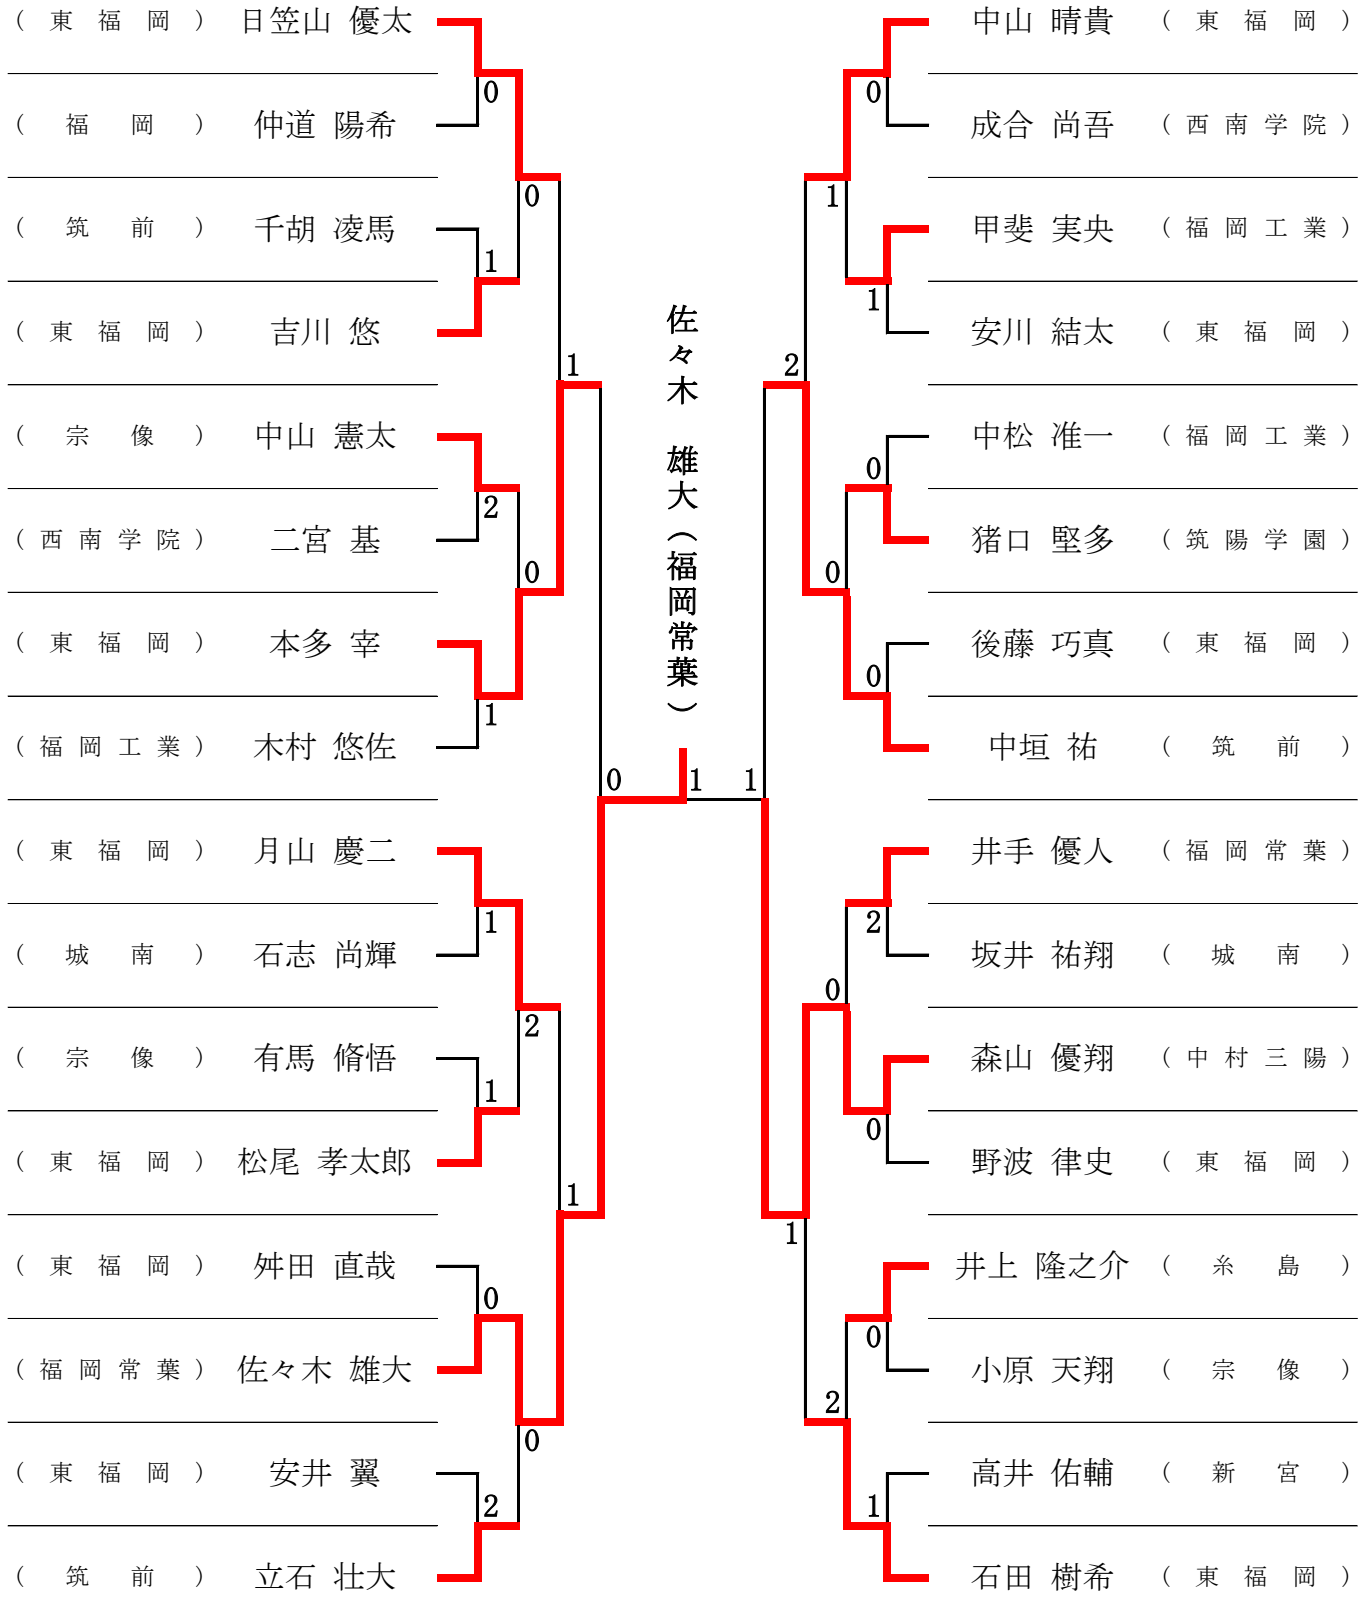 (東福岡) 日笠山 優太
0
(福岡) 仲道 陽希
0
(筑前) 千胡 凌馬
1
(東福岡) 吉川 悠
1
(宗像) 中山 憲太
2
(西南学院) 二宮 基
0
(東福岡) 本多 宰
1
(福岡工業) 木村 悠佐
0
(東福岡) 月山 慶二
1
(城南) 石志 尚輝
2
(宗像) 有馬 脩悟
1
(東福岡) 松尾 孝太郎
1
(東福岡) 舛田 直哉
0
(福岡常葉) 佐々木 雄大
0
(東福岡) 安井 翼
2
(筑前) 立石 壮大
佐々木 雄大(福岡常葉)
1 1
中山 晴貴 (東福岡)
0
成合 尚吾 (西南学院)
1
甲斐 実央 (福岡工業)
1
安川 結太 (東福岡)
2
中松 准一 (福岡工業)
0
猪口 堅多 (筑陽学園)
0
後藤 巧真 (東福岡)
0
中垣 祐 (筑前)
井手 優人 (福岡常葉)
2
坂井 祐翔 (城南)
0
森山 優翔 (中村三陽)
0
野波 律史 (東福岡)
1
井上 隆之介 (糸島)
0
小原 天翔 (宗像)
2
高井 佑輔 (新宮)
1
石田 樹希 (東福岡)